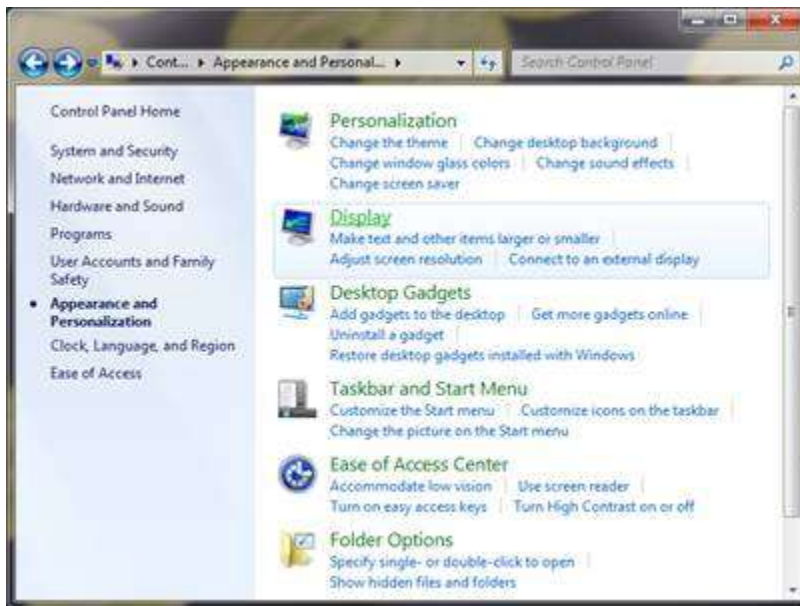 Cont... Appearance and Personal... Search Control Panel
Control Panel Home
System and Security
Network and Internet
Hardware and Sound
Programs
User Accounts and Family
Safety
Appearance and
Personalization
Clock, Language, and Region
Ease of Access
Personalization
Change the theme Change desktop background
Change window glass colors Change sound effects
Change screen saver
Display
Make text and other items larger or smaller
Adjust screen resolution Connect to an external display
Desktop Gadgets
Add gadgets to the desktop Get more gadgets online
Uninstall a gadget
Restore desktop gadgets installed with Windows
Taskbar and Start Menu
Customize the Start menu Customize icons on the taskbar
Change the picture on the Start menu
Ease of Access Center
Accommodate low vision Use screen reader
Turn on easy access keys Turn High Contrast on or off
Folder Options
Specify single- or double-click to open
Show hidden files and folders